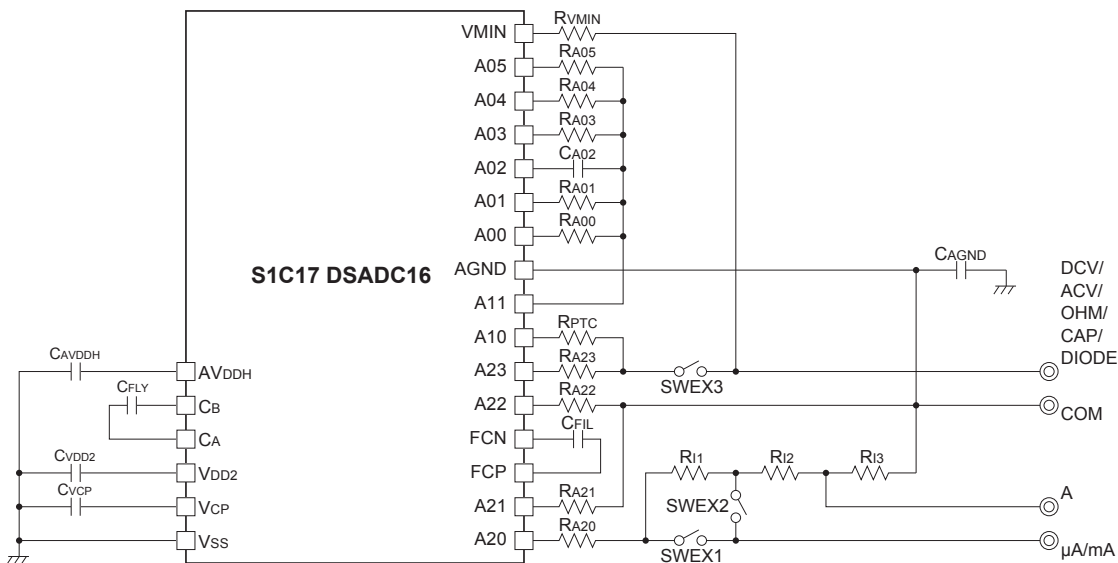 VMIN
RVMIN
A05
RA05
A04
RA04
A03
RA03
A02
CA02
A01
RA01
A00
RA00
S1C17 DSADC16
AGND
CAGND
DCV/
ACV/
OHM/
CAP/
DIODE
A11
A10
RPTC
CAVDDH
AVDDH
A23
RA23
SWEX3
CFLY
CB
A22
RA22
COM
CA
FCN
CFIL
CVDD2
VDD2
FCP
RI1
RI2
RI3
CVCP
VCP
A21
RA21
SWEX2
A
VSS
A20
RA20
SWEX1
µA/mA